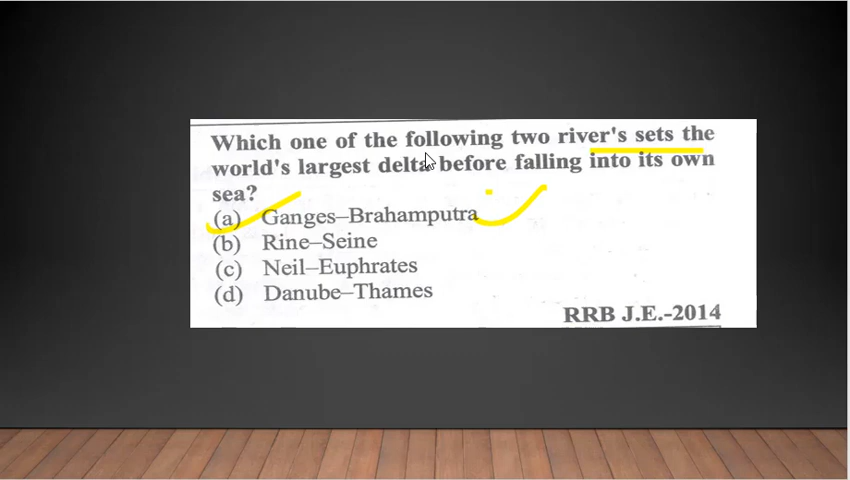 Which one of the following two river's sets the
world's largest delta before falling into its own
sea?
(a) Ganges–Brahamputra
(b) Rine–Seine
(c) Neil–Euphrates
(d) Danube–Thames
RRB J.E.-2014